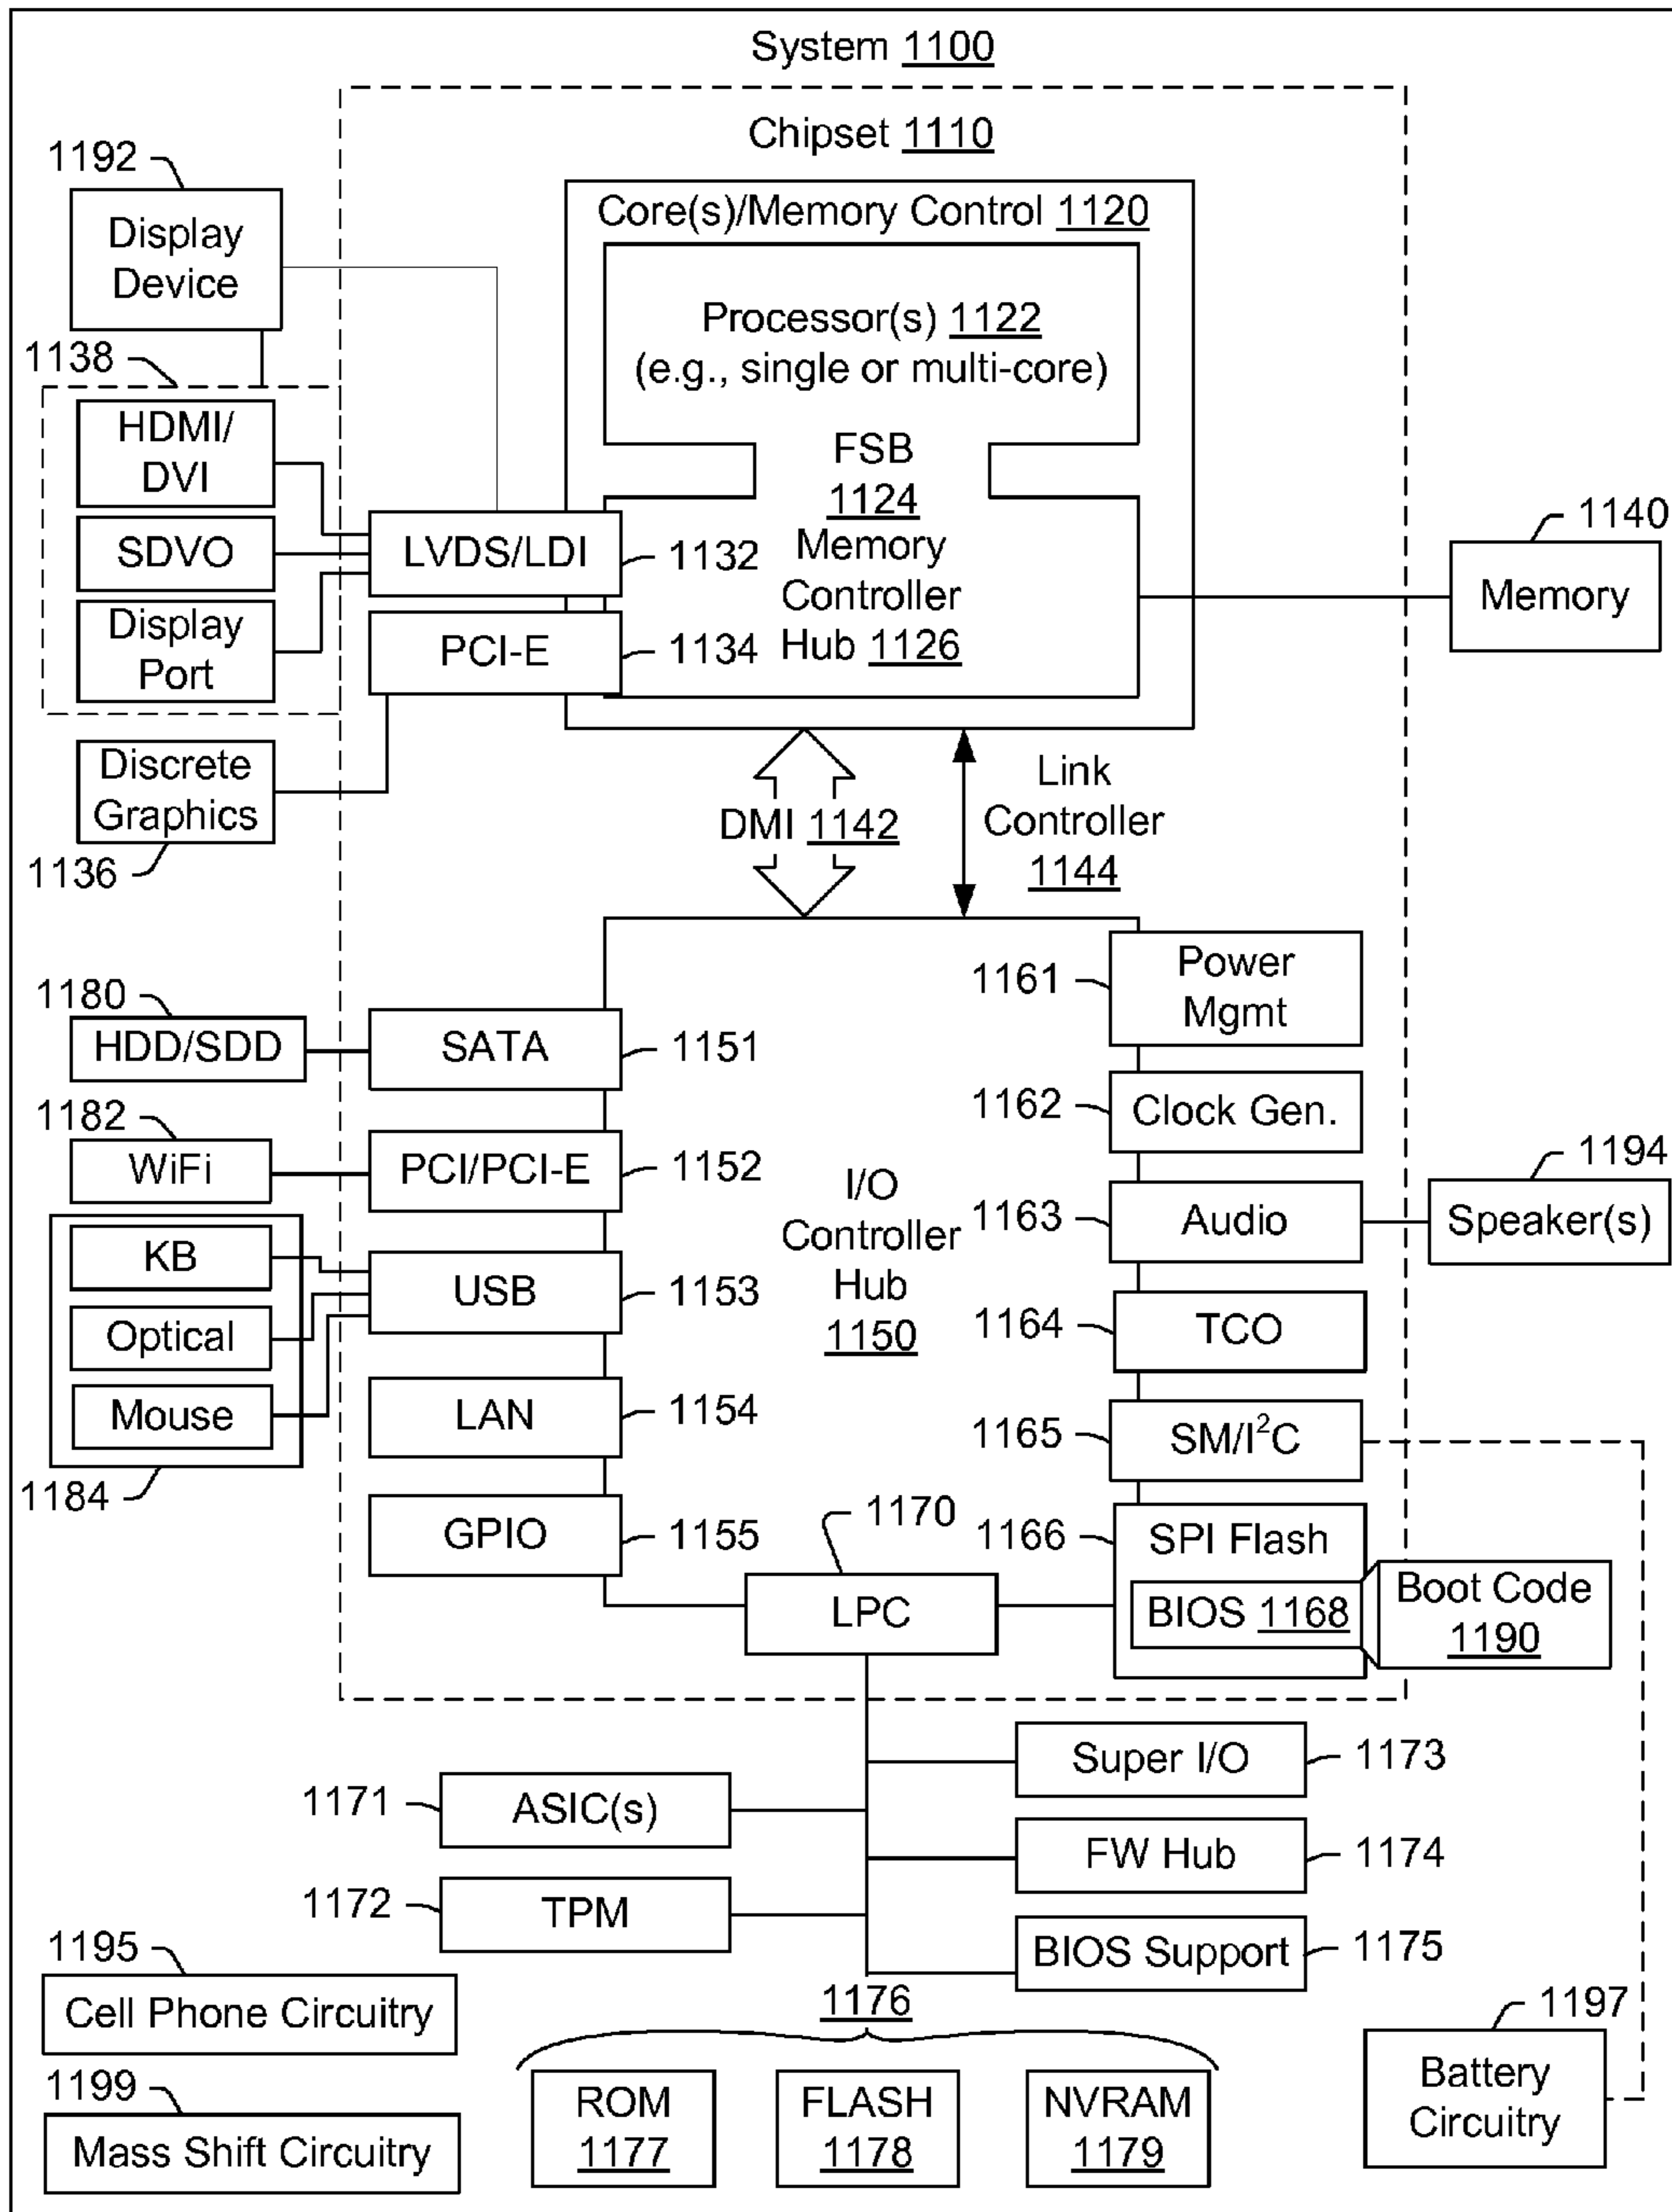 System 1100
Chipset 1110
1192
Display
Device
Core(s)/Memory Control 1120
Processor(s) 1122
(e.g., single or multi-core)
FSB
1124
Memory
Controller
Hub 1126
1138
HDMI/
DVI
SDVO
Display
Port
LVDS/LDI
1132
PCI-E
1134
1140
Memory
Discrete
Graphics
1136
DMI 1142
Link
Controller
1144
1180
HDD/SDD
SATA
1151
1182
WiFi
PCI/PCI-E
1152
KB
Optical
Mouse
1184
USB
1153
LAN
1154
GPIO
1155
I/O
Controller
Hub
1150
1161
Power
Mgmt
1162
Clock Gen.
1163
Audio
1194
Speaker(s)
1164
TCO
1165
SM/I²C
1166
SPI Flash
BIOS 1168
Boot Code
1190
1170
LPC
1171
ASIC(s)
1172
TPM
Super I/O
1173
FW Hub
1174
BIOS Support
1175
1195
Cell Phone Circuitry
1199
Mass Shift Circuitry
1176
ROM
1177
FLASH
1178
NVRAM
1179
1197
Battery
Circuitry